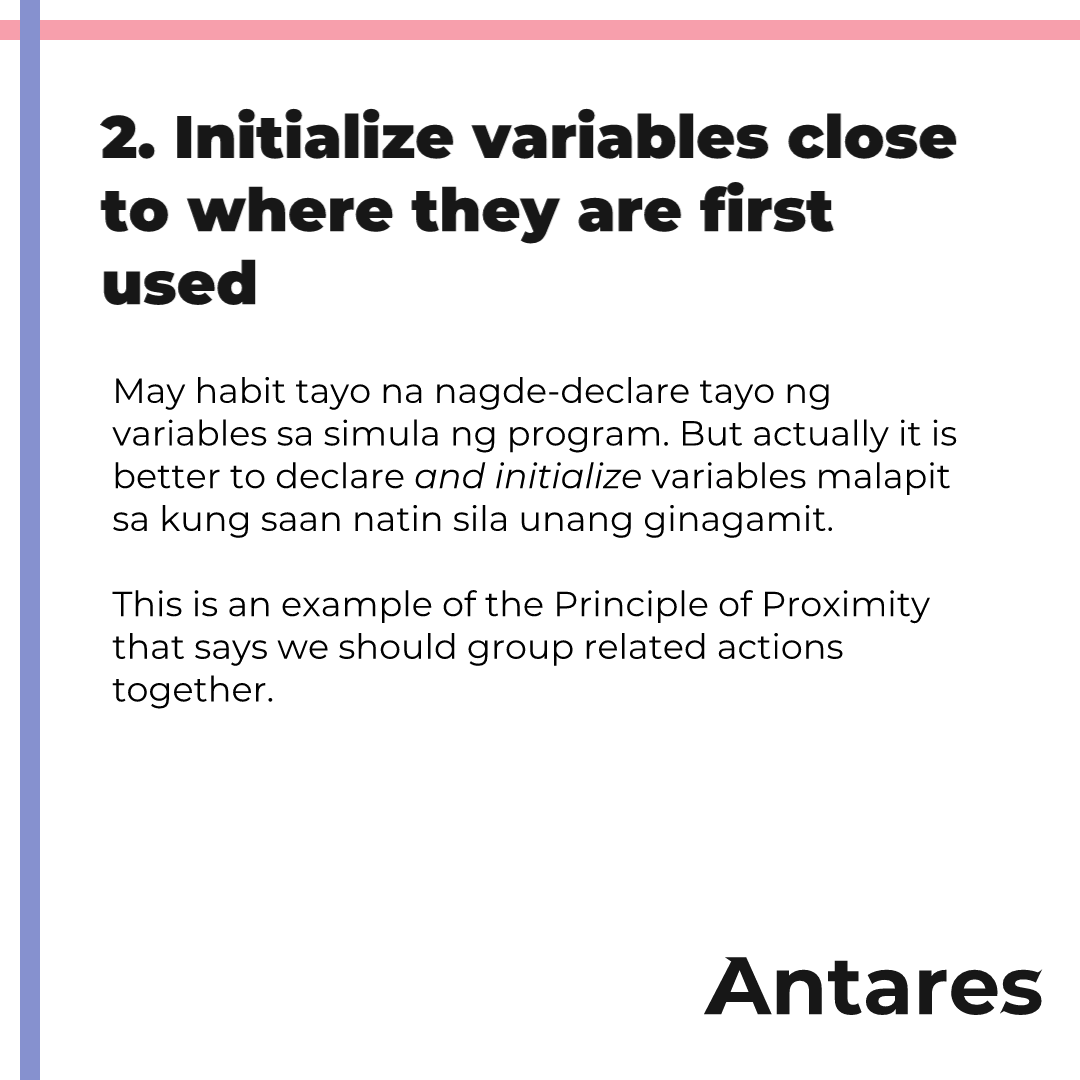 2. Initialize variables close
to where they are first
used
May habit tayo na nagde-declare tayo ng
variables sa simula ng program. But actually it is
better to declare and initialize variables malapit
sa kung saan natin sila unang ginagamit.
This is an example of the Principle of Proximity
that says we should group related actions
together.
Antares